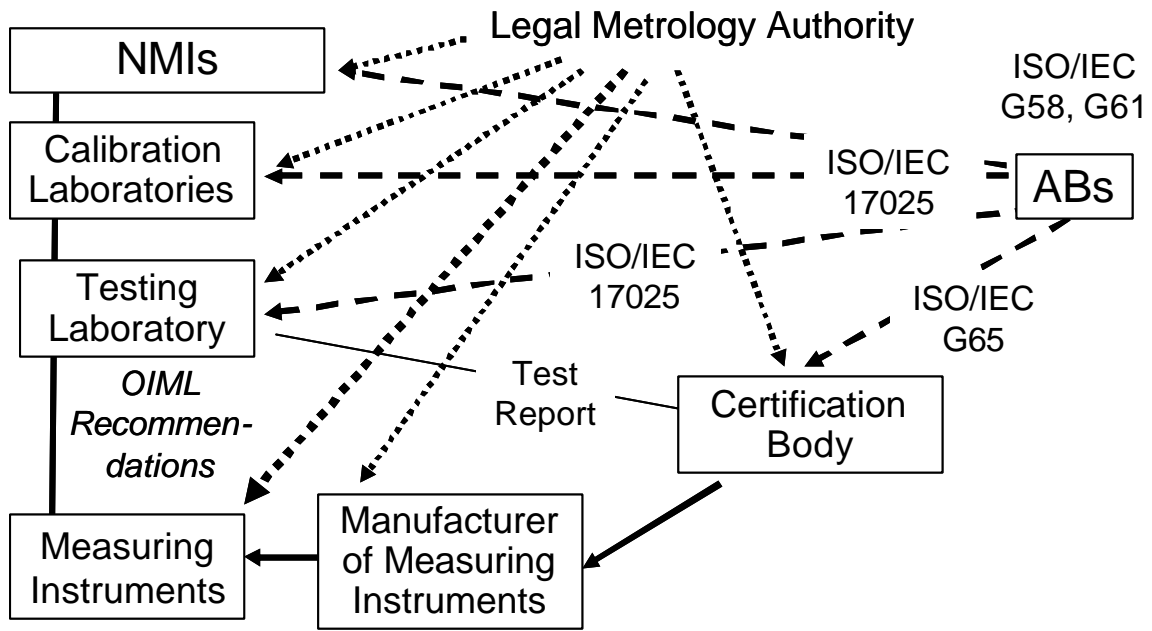 Legal Metrology Authority
NMIs
ISO/IEC
G58, G61
Calibration
Laboratories
ISO/IEC
17025
ABs
Testing
Laboratory
ISO/IEC
17025
ISO/IEC
G65
OIML
Recommen-
dations
Test
Report
Certification
Body
Measuring
Instruments
Manufacturer
of Measuring
Instruments